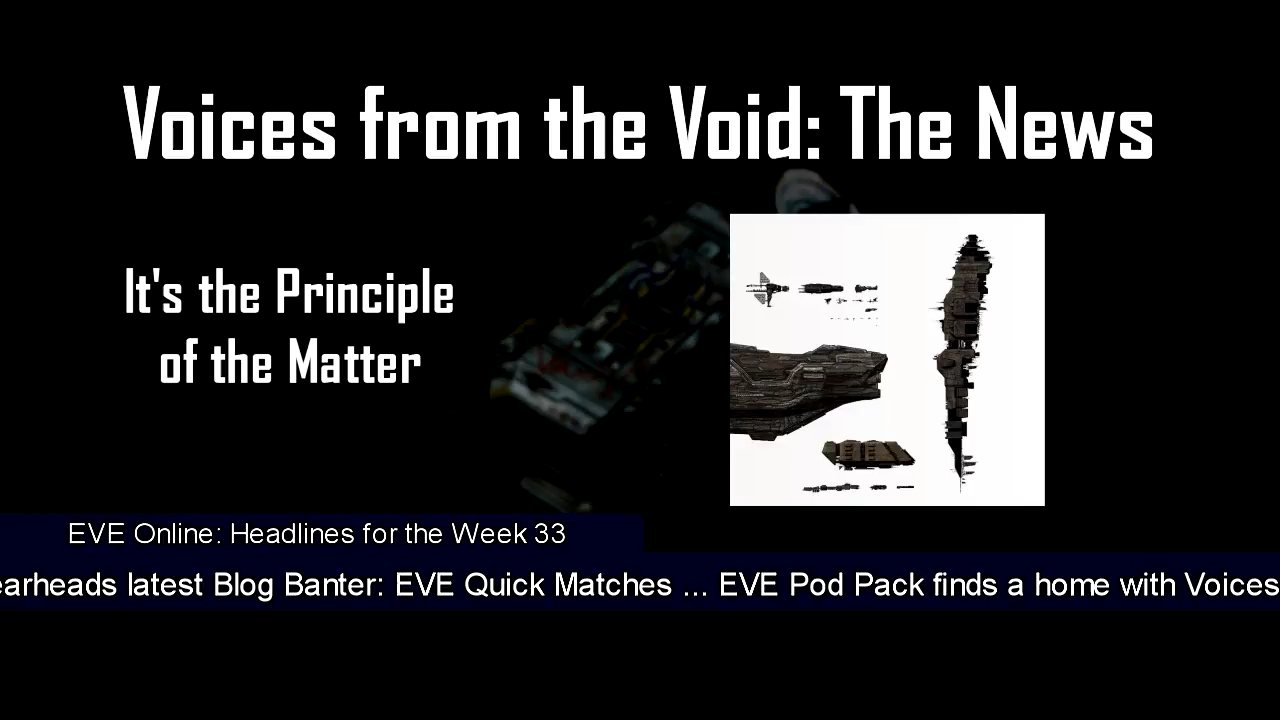 Voices from the Void: The News
It's the Principle
of the Matter
EVE Online: Headlines for the Week 33
latest Blog Banter: EVE Quick Matches ... EVE Pod Pack finds a home with Voices